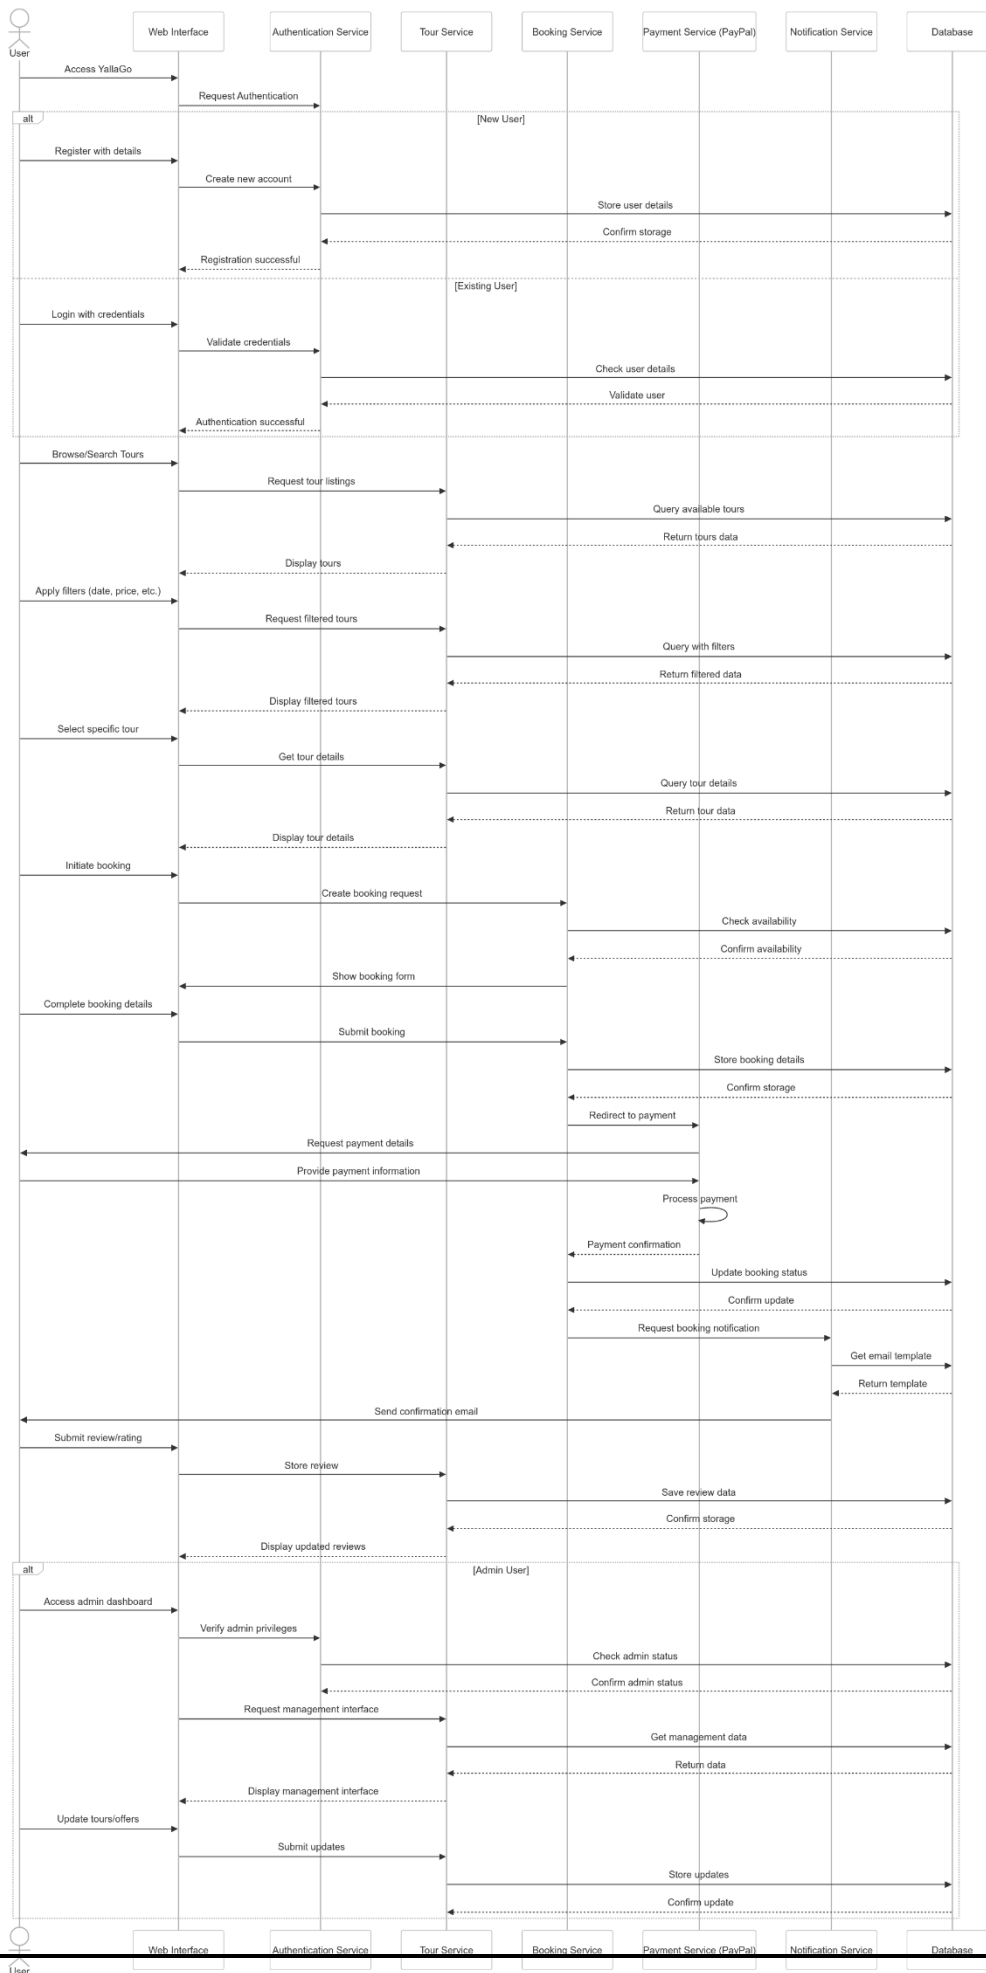 User
Web Interface
Authentication Service
Tour Service
Booking Service
Payment Service (PayPal)
Notification Service
Database
Access YallaGo
Request Authentication
alt
[New User]
Register with details
Create new account
Store user details
Confirm storage
Registration successful
[Existing User]
Login with credentials
Validate credentials
Check user details
Validate user
Authentication successful
Browse/Search Tours
Request tour listings
Query available tours
Return tours data
Display tours
Apply filters (date, price, etc.)
Request filtered tours
Query with filters
Return filtered data
Display filtered tours
Select specific tour
Get tour details
Query tour details
Return tour data
Display tour details
Initiate booking
Create booking request
Check availability
Confirm availability
Show booking form
Complete booking details
Submit booking
Store booking details
Confirm storage
Redirect to payment
Request payment details
Provide payment information
Process payment
Payment confirmation
Update booking status
Confirm update
Request booking notification
Get email template
Return template
Send confirmation email
Submit review/rating
Store review
Save review data
Confirm storage
Display updated reviews
alt
[Admin User]
Access admin dashboard
Verify admin privileges
Check admin status
Confirm admin status
Request management interface
Get management data
Return data
Display management interface
Update tours/offers
Submit updates
Store updates
Confirm update
User
Web Interface
Authentication Service
Tour Service
Booking Service
Payment Service (PayPal)
Notification Service
Database